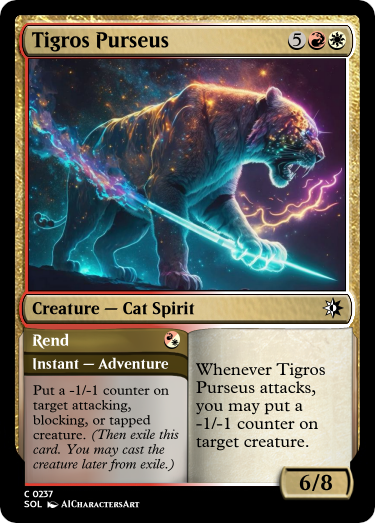 Tigros Purseus 5
Creature — Cat Spirit
Rend
Instant — Adventure
Put a -1/-1 counter on
target attacking,
blocking, or tapped
creature. (Then exile this
card. You may cast the
creature later from exile.)
Whenever Tigros
Purseus attacks,
you may put a
-1/-1 counter on
target creature.
6/8
C 0237
SOL AICharactersArt